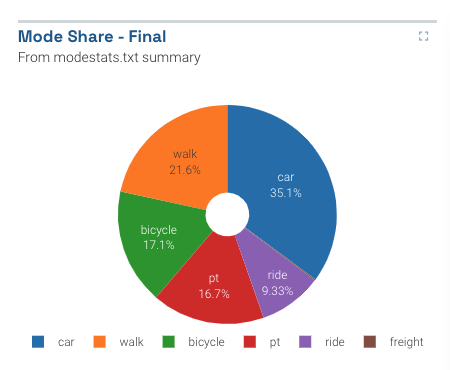 Mode Share - Final
From modestats.txt summary
walk
21.6%
car
35.1%
bicycle
17.1%
pt
16.7%
ride
9.33%
car walk bicycle pt ride freight